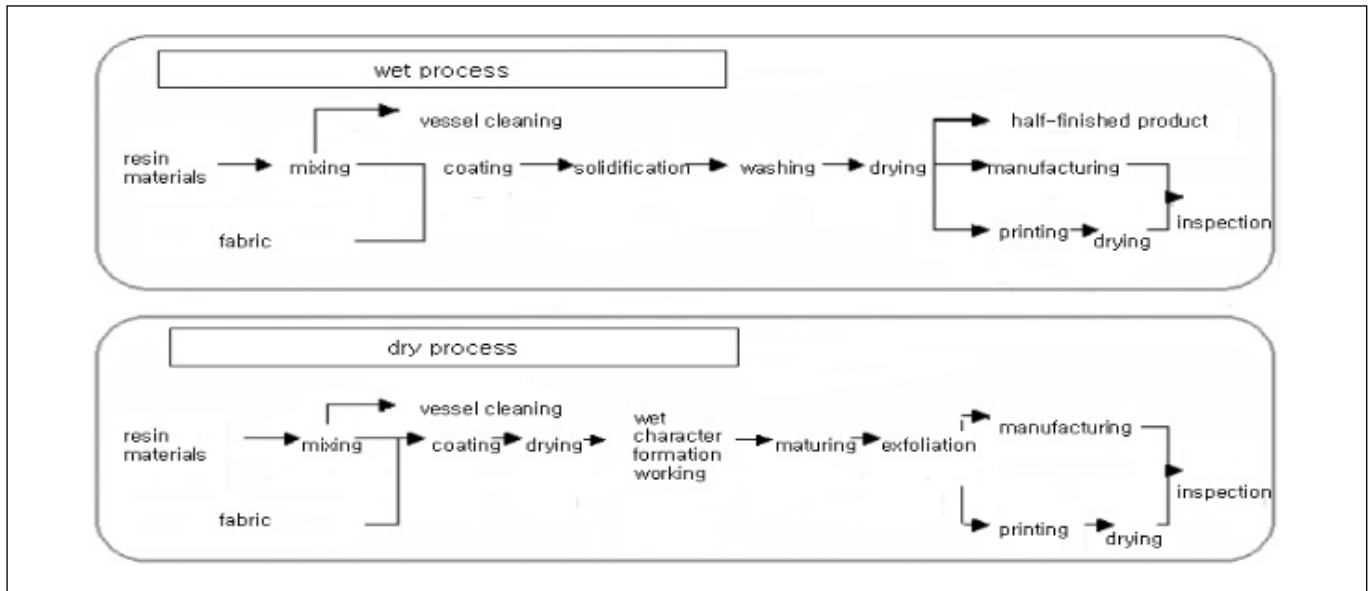 wet process
vessel cleaning
half-finished product
resin
materials
mixing
coating
solidification
washing
drying
manufacturing
fabric
printing
drying
inspection
dry process
vessel cleaning
resin
materials
mixing
coating
drying
wet
character
formation
working
maturing
exfoliation
manufacturing
inspection
fabric
printing
drying